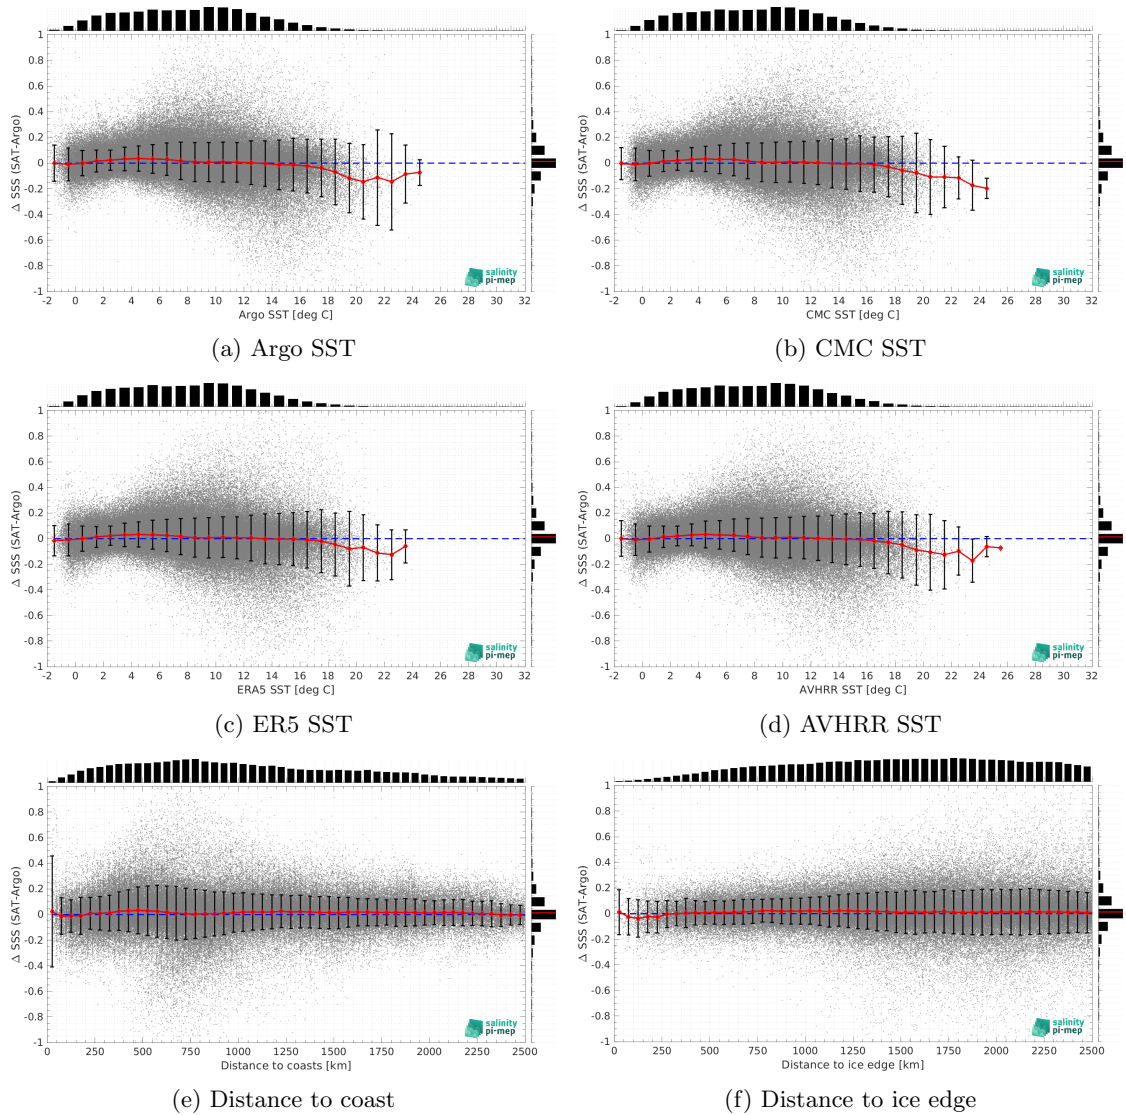 1
0.8
0.6
0.4
0.2
0
-0.2
-0.4
-0.6
-0.8
-1
Δ SSS (SAT-Argo)
salinity
pi-mep
-2 0 2 4 6 8 10 12 14 16 18 20 22 24 26 28 30 32
Argo SST [deg C]
(a) Argo SST
1
0.8
0.6
0.4
0.2
0
-0.2
-0.4
-0.6
-0.8
-1
Δ SSS (SAT-Argo)
salinity
pi-mep
-2 0 2 4 6 8 10 12 14 16 18 20 22 24 26 28 30 32
CMC SST [deg C]
(b) CMC SST
1
0.8
0.6
0.4
0.2
0
-0.2
-0.4
-0.6
-0.8
-1
Δ SSS (SAT-Argo)
salinity
pi-mep
-2 0 2 4 6 8 10 12 14 16 18 20 22 24 26 28 30 32
ERA5 SST [deg C]
(c) ER5 SST
1
0.8
0.6
0.4
0.2
0
-0.2
-0.4
-0.6
-0.8
-1
Δ SSS (SAT-Argo)
salinity
pi-mep
-2 0 2 4 6 8 10 12 14 16 18 20 22 24 26 28 30 32
AVHRR SST [deg C]
(d) AVHRR SST
1
0.8
0.6
0.4
0.2
0
-0.2
-0.4
-0.6
-0.8
-1
Δ SSS (SAT-Argo)
salinity
pi-mep
0 250 500 750 1000 1250 1500 1750 2000 2250 2500
Distance to coasts [km]
(e) Distance to coast
1
0.8
0.6
0.4
0.2
0
-0.2
-0.4
-0.6
-0.8
-1
Δ SSS (SAT-Argo)
salinity
pi-mep
0 250 500 750 1000 1250 1500 1750 2000 2250 2500
Distance to ice edge [km]
(f) Distance to ice edge